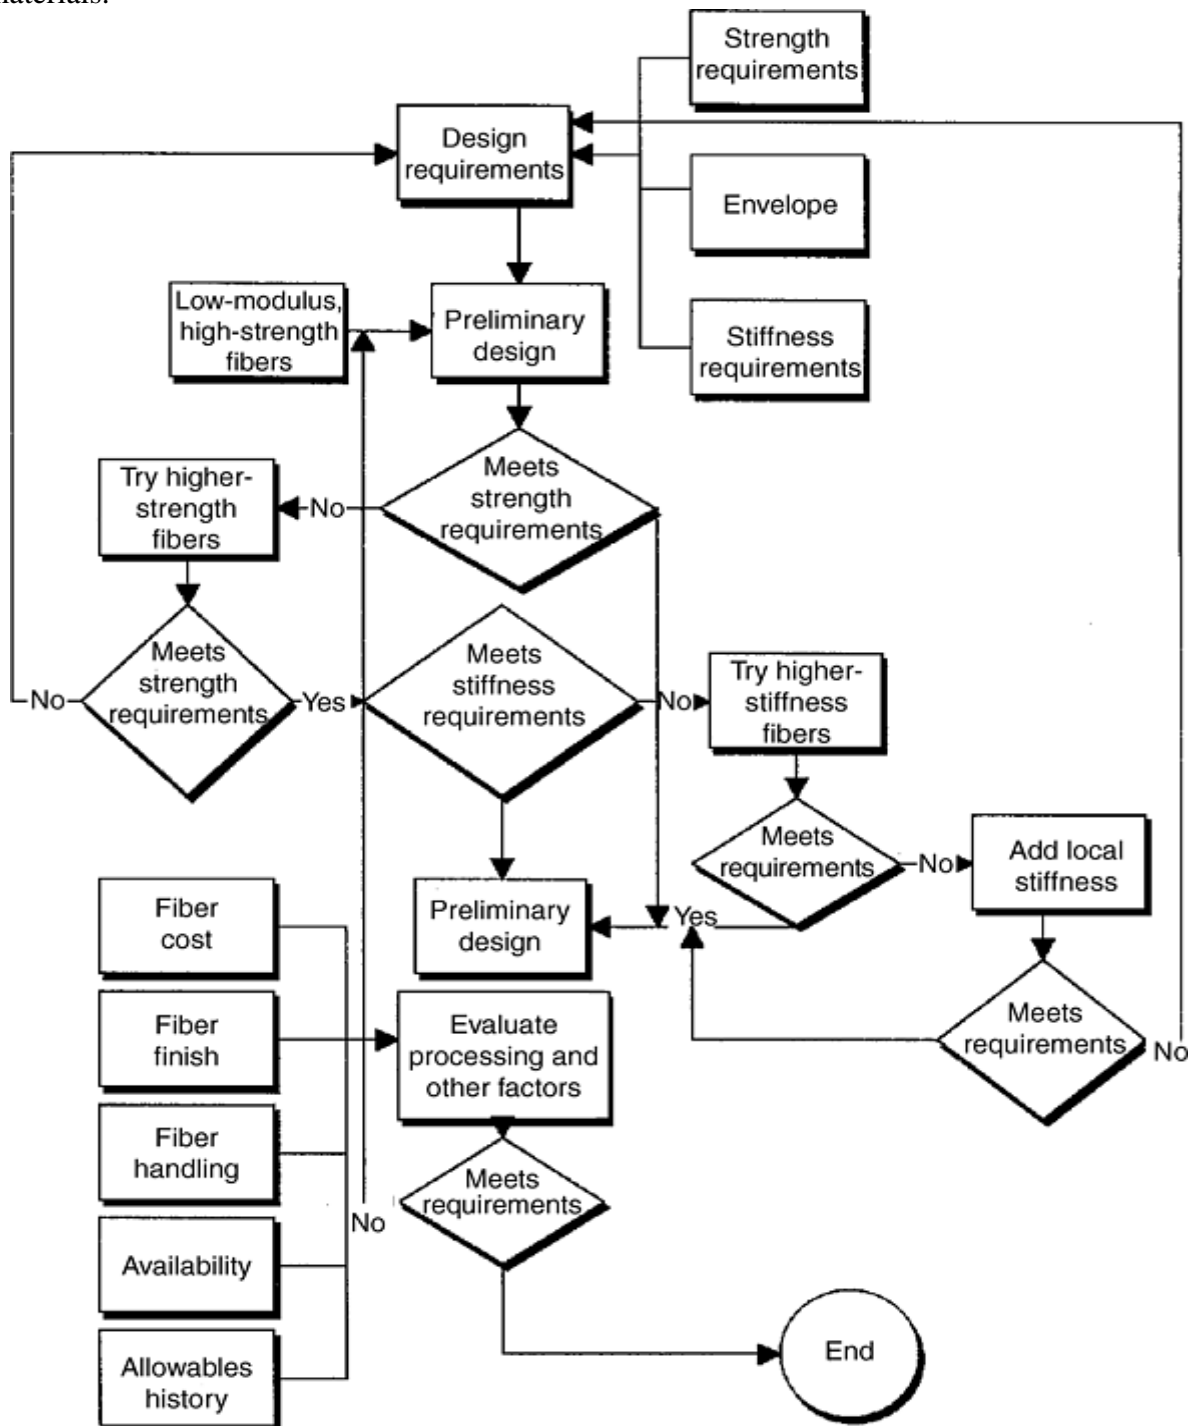 materials.
Strength
requirements
Design
requirements
Envelope
Low-modulus,
high-strength
fibers
Preliminary
design
Stiffness
requirements
Try higher-
strength
fibers
No
Meets
strength
requirements
Meets
strength
requirements
No
Yes
Meets
stiffness
requirements
No
Try higher-
stiffness
fibers
Meets
requirements
No
Add local
stiffness
Fiber
cost
Preliminary
design
Yes
Fiber
finish
Evaluate
processing and
other factors
Meets
requirements
No
Fiber
handling
No
Meets
requirements
Availability
Allowables
history
End